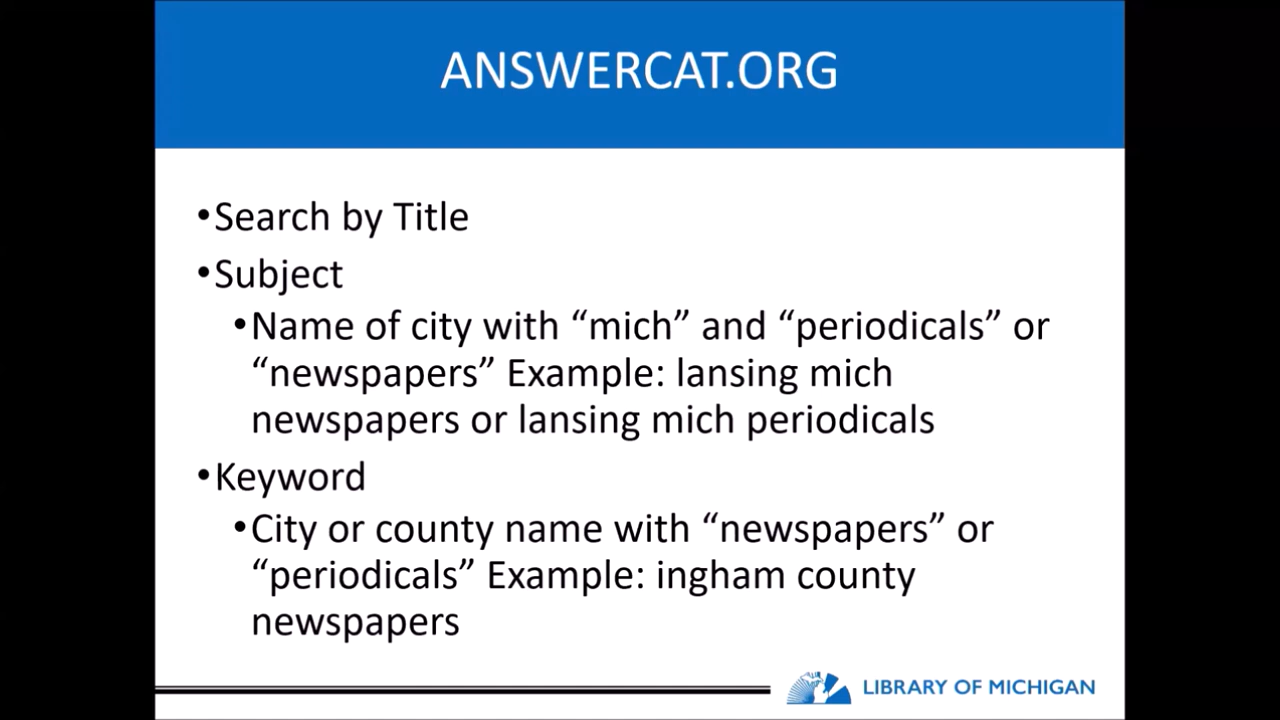 ANSWERCAT.ORG
•Search by Title
•Subject
•Name of city with “mich” and “periodicals” or
“newspapers” Example: lansing mich
newspapers or lansing mich periodicals
•Keyword
•City or county name with “newspapers” or
“periodicals” Example: ingham county
newspapers
LIBRARY OF MICHIGAN